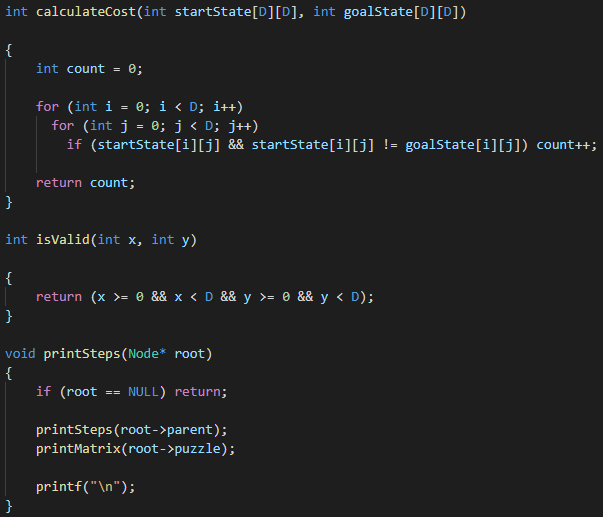 int calculateCost(int startState[D][D], int goalState[D][D])
{
    int count = 0;
    for (int i = 0; i < D; i++)
      for (int j = 0; j < D; j++)
        if (startState[i][j] && startState[i][j] != goalState[i][j]) count++;
    return count;
}
int isValid(int x, int y)
{
    return (x >= 0 && x < D && y >= 0 && y < D);
}
void printSteps(Node* root)
{
    if (root == NULL) return;
    printSteps(root->parent);
    printMatrix(root->puzzle);
    printf("\n");
}